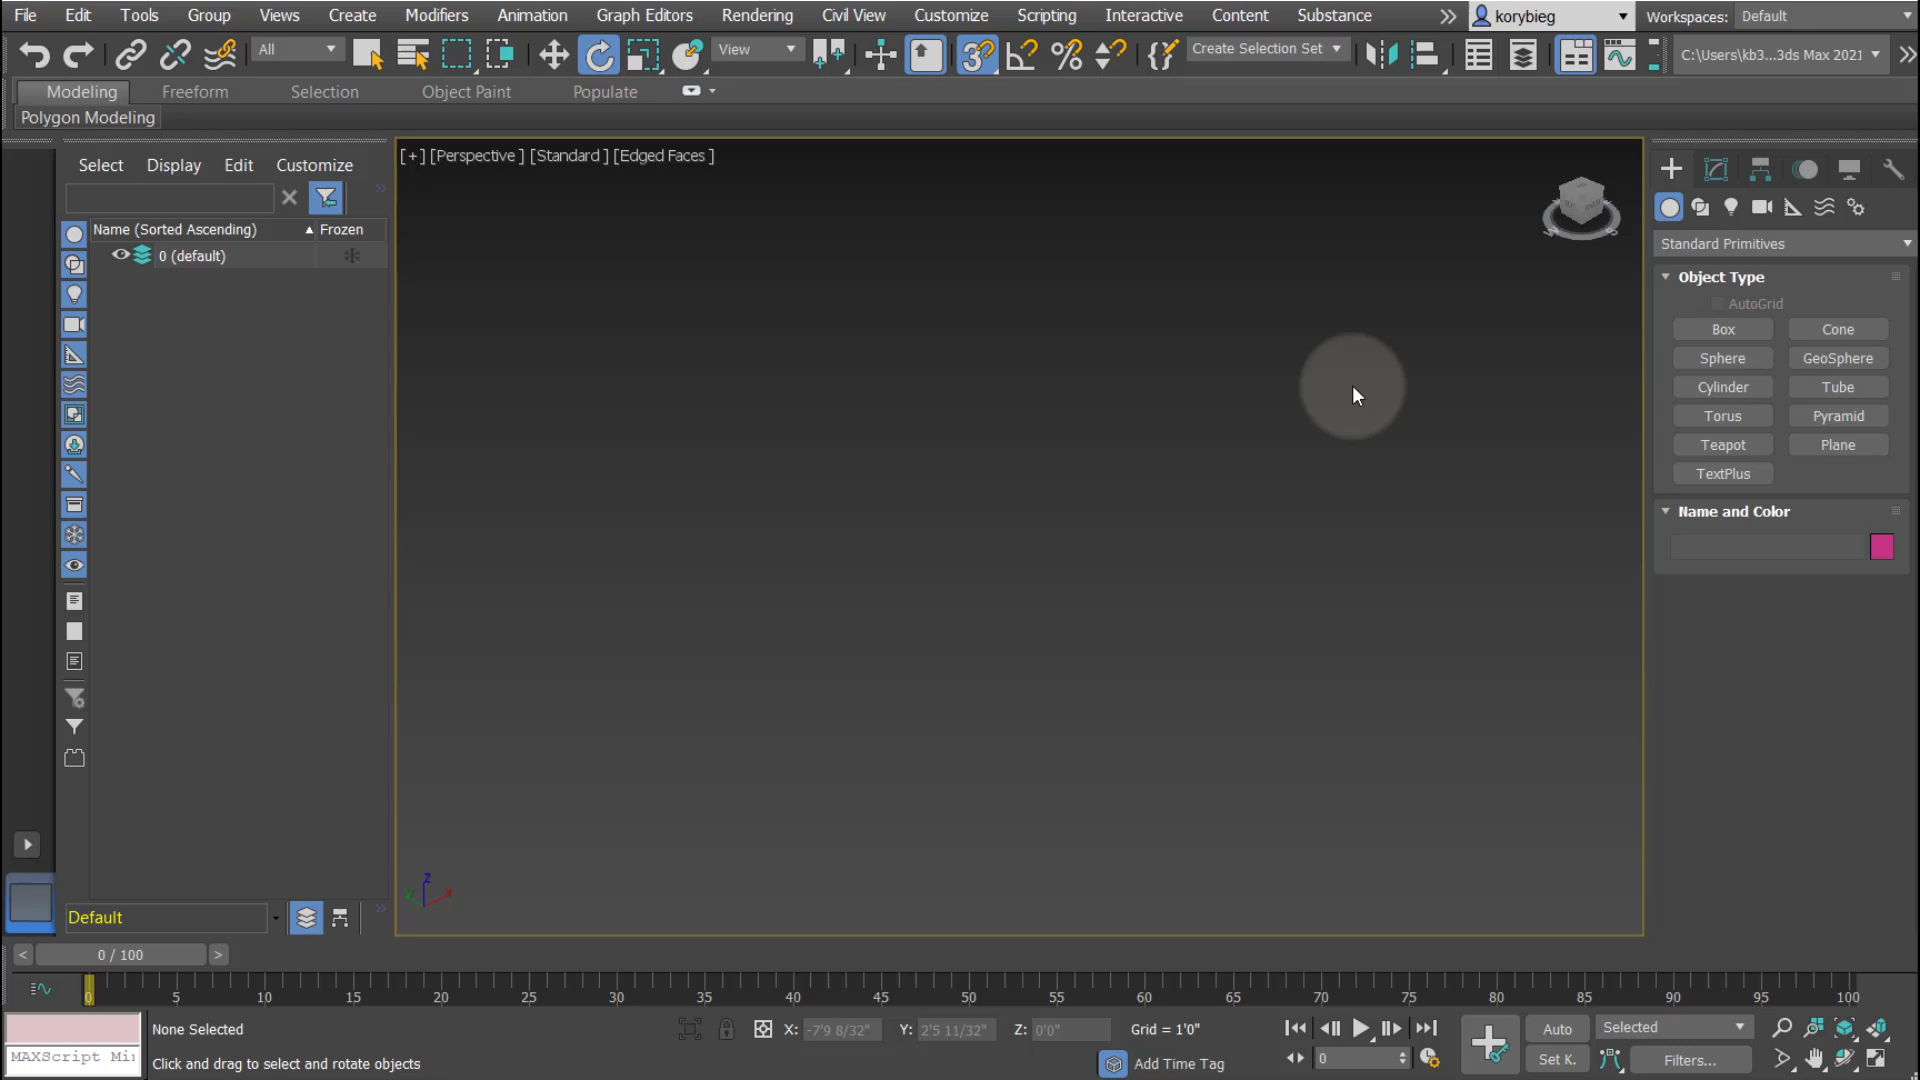 File Edit Tools Group Views Create Modifiers Animation Graph Editors Rendering Civil View Customize Scripting Interactive Content Substance korybieg Workspaces: Default
All View Create Selection Set C:\Users\kb3...3ds Max 2021
Modeling Freeform Selection Object Paint Populate
Polygon Modeling
Select Display Edit Customize
Name (Sorted Ascending) Frozen
0 (default)
Default
[+] [Perspective ] [Standard ] [Edged Faces ]
z
x
Standard Primitives
Object Type
AutoGrid
Box Cone
Sphere GeoSphere
Cylinder Tube
Torus Pyramid
Teapot Plane
TextPlus
Name and Color
< 0 / 100 >
0 5 10 15 20 25 30 35 40 45 50 55 60 65 70 75 80 85 90 95 100
None Selected X: -7'9 8/32" Y: 2'5 11/32" Z: 0'0" Grid = 1'0" Auto Selected
MAXScript Mi
Click and drag to select and rotate objects Add Time Tag 0 Set K. Filters...